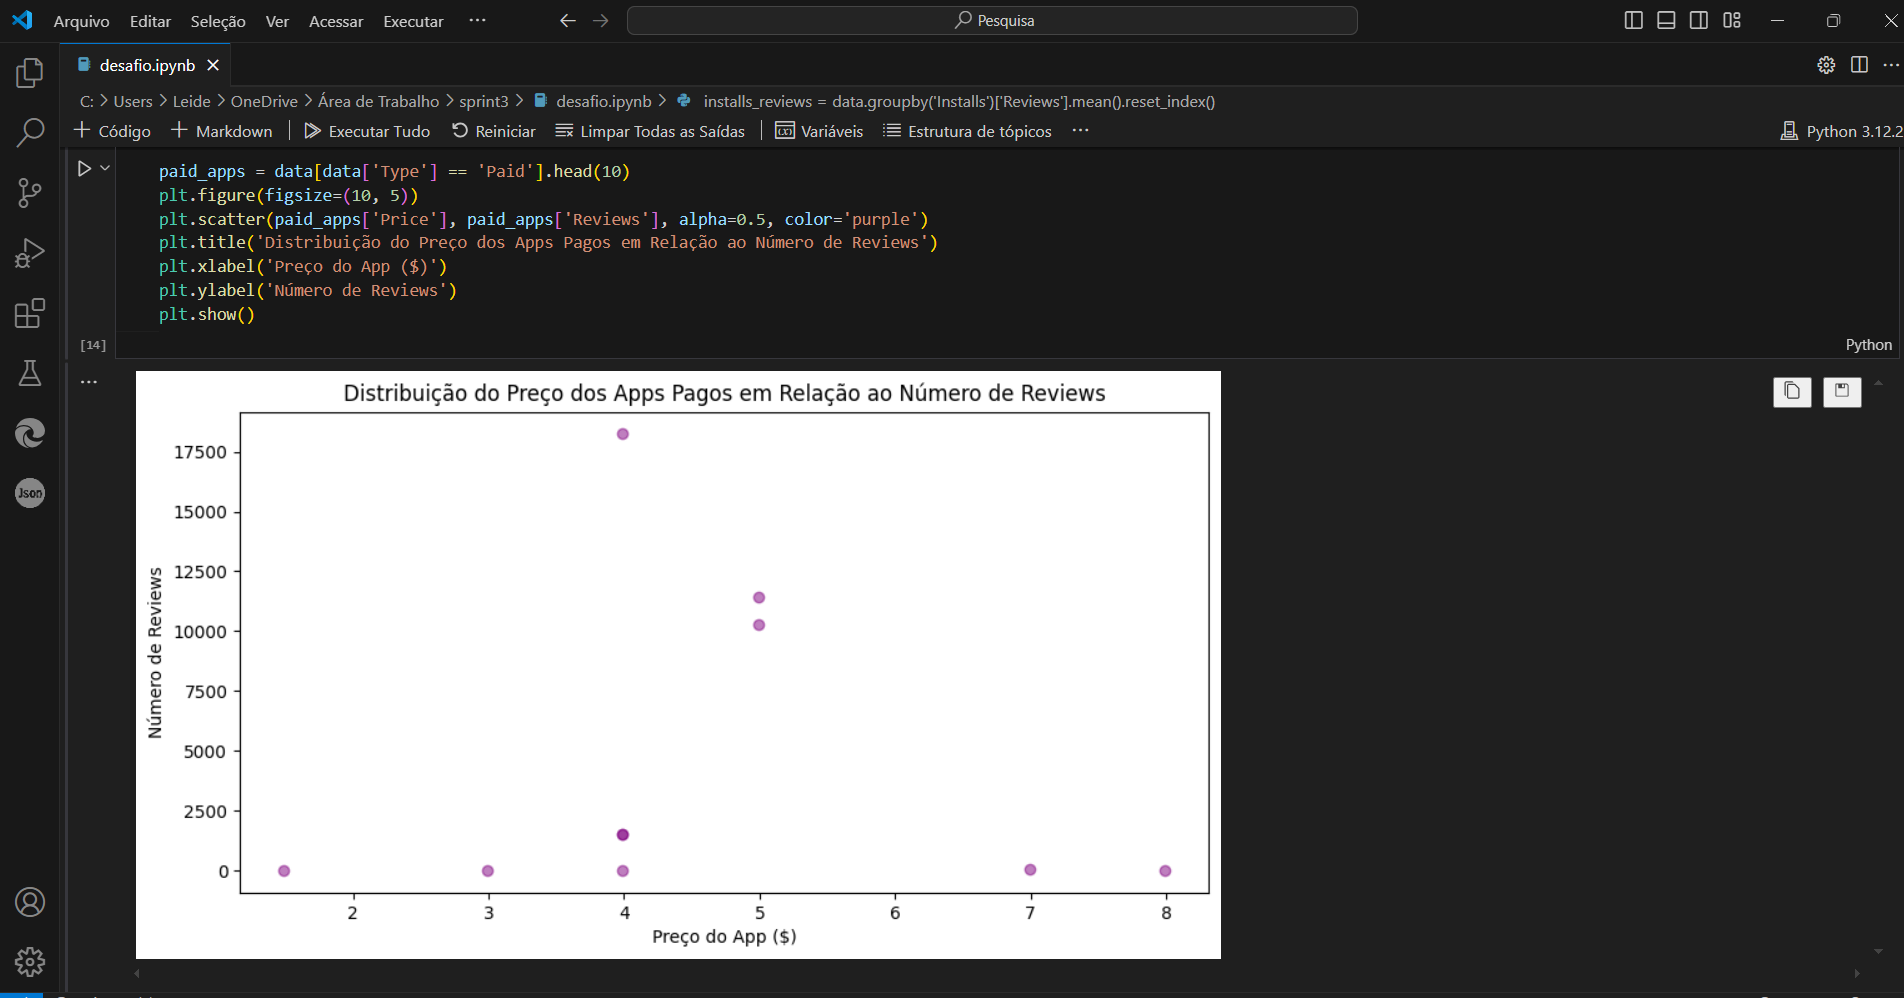 Arquivo Editar Seleção Ver Acessar Executar ··· Pesquisa
desafio.ipynb
C: > Users > Leide > OneDrive > Área de Trabalho > sprint3 > desafio.ipynb > installs_reviews = data.groupby('Installs')['Reviews'].mean().reset_index()
+ Código + Markdown Executar Tudo Reiniciar Limpar Todas as Saídas Variáveis Estrutura de tópicos ··· Python 3.12.2
paid_apps = data[data['Type'] == 'Paid'].head(10)
plt.figure(figsize=(10, 5))
plt.scatter(paid_apps['Price'], paid_apps['Reviews'], alpha=0.5, color='purple')
plt.title('Distribuição do Preço dos Apps Pagos em Relação ao Número de Reviews')
plt.xlabel('Preço do App ($)')
plt.ylabel('Número de Reviews')
plt.show()
[14] Python
Json
Distribuição do Preço dos Apps Pagos em Relação ao Número de Reviews
17500
15000
12500
10000
7500
5000
2500
0
Número de Reviews
2 3 4 5 6 7 8
Preço do App ($)